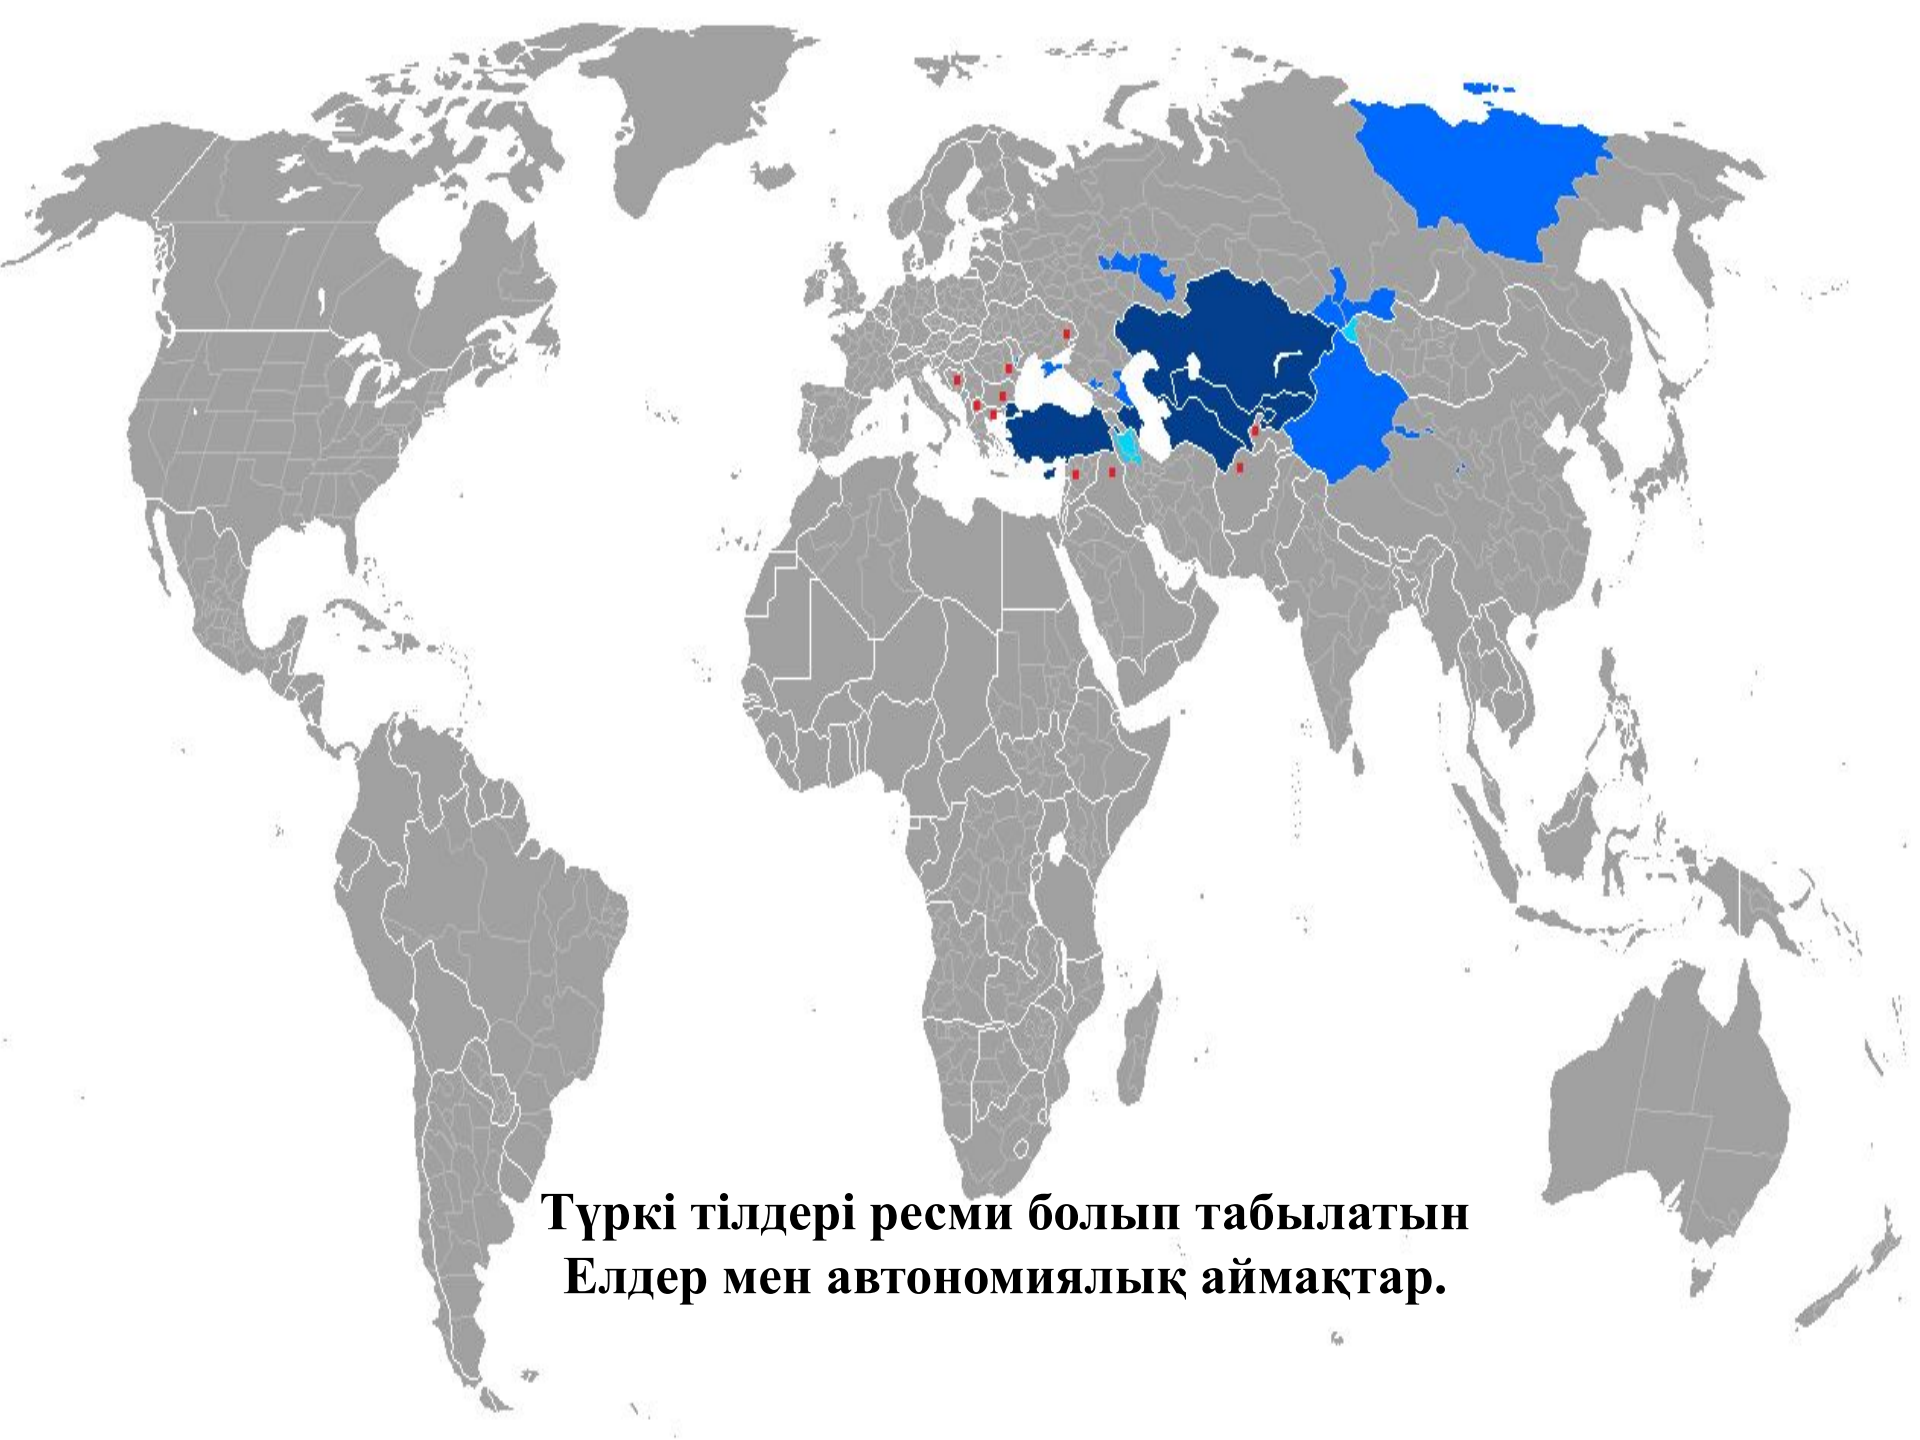 Түркі тілдері ресми болып табылатын
Елдер мен автономиялық аймақтар.